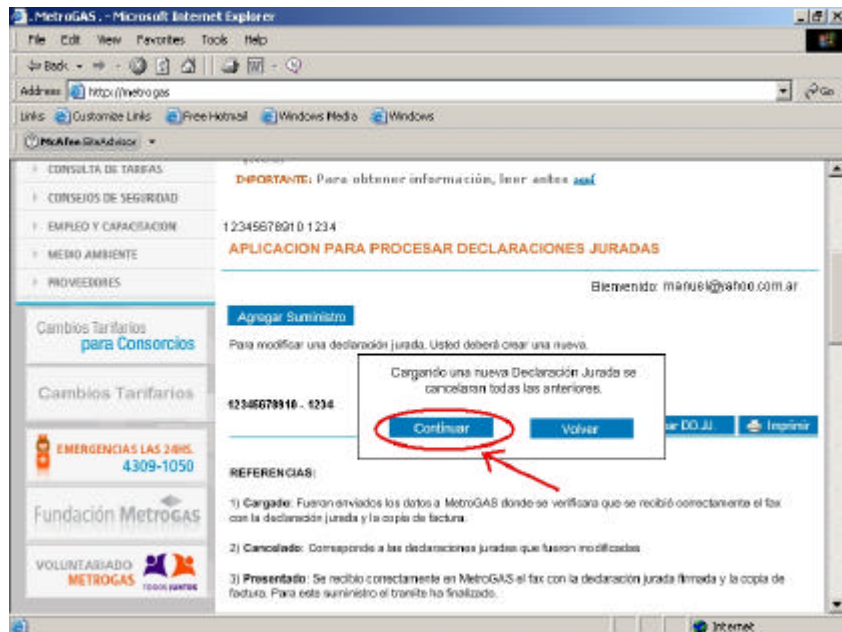 . MetroGAS . - Microsoft Internet Explorer
File Edit View Favorites Tools Help
Back
Address http://metrogas Go
Links Customize Links Free Hotmail Windows Media Windows
McAfee SiteAdvisor
CONSULTA DE TARIFAS
CONSEJOS DE SEGURIDAD
EMPLEO Y CAPACITACION
MEDIO AMBIENTE
PROVEEDORES
Cambios Tarifarios
para Consorcios
Cambios Tarifarios
EMERGENCIAS LAS 24HS.
4309-1050
Fundación METROGAS
VOLUNTARIADO
METROGAS
TODOS JUNTOS
IMPORTANTE: Para obtener información, leer antes aquí
12345678910 1234
APLICACION PARA PROCESAR DECLARACIONES JURADAS
Bienvenido: manuel@yahoo.com.ar
Agregar Suministro
Para modificar una declaración jurada, Usted deberá crear una nueva.
Cargando una nueva Declaración Jurada se
cancelaran todas las anteriores.
Continuar Volver
12345678910 - 1234
DD.JJ. Imprimir
REFERENCIAS:
1) Cargado: Fueron enviados los datos a MetroGAS donde se verificara que se recibió correctamente el fax
con la declaración jurada y la copia de factura.
2) Cancelado: Corresponde a las declaraciones juradas que fueron modificadas
3) Presentado: Se recibio correctamente en MetroGAS el fax con la declaración jurada firmada y la copia de
factura. Para este suministro el tramite ha finalizado.
Internet